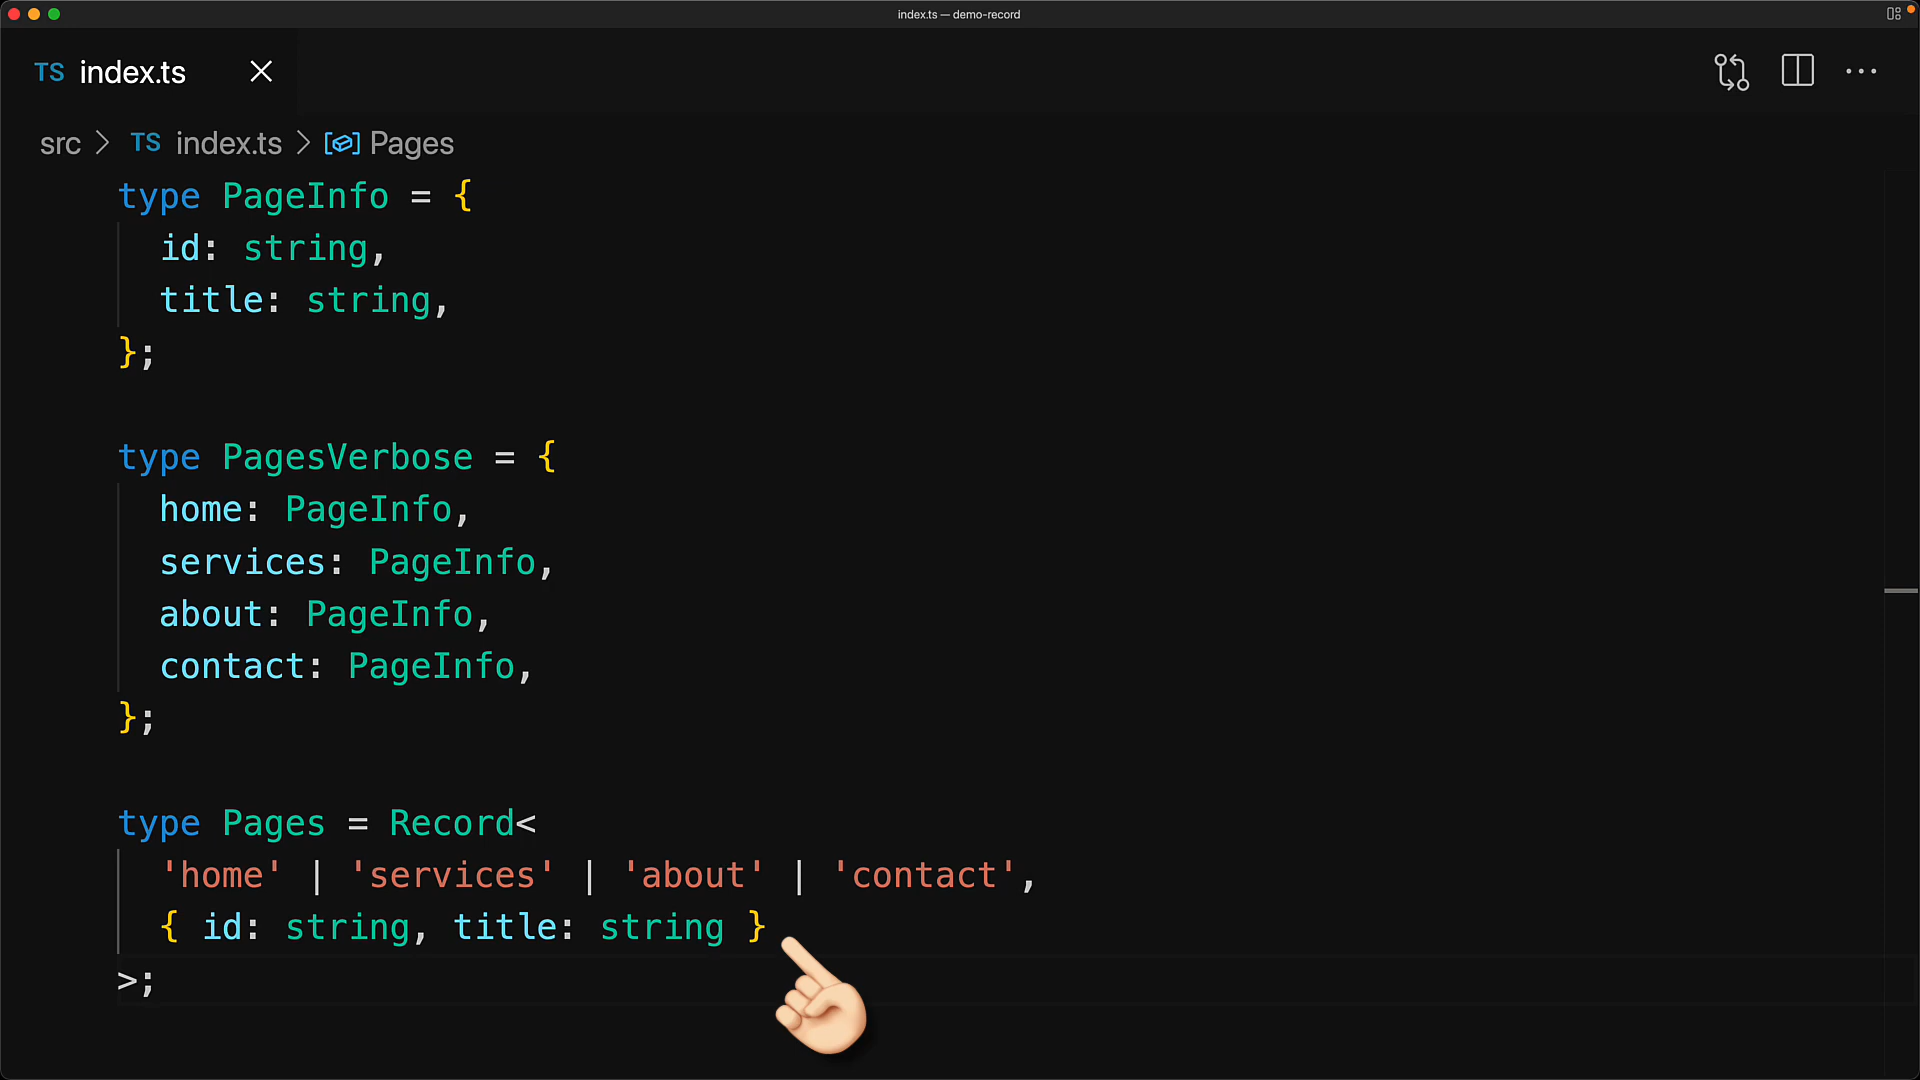 index.ts — demo-record
TS index.ts
src > TS index.ts > Pages
type PageInfo = {
id: string,
title: string,
};
type PagesVerbose = {
home: PageInfo,
services: PageInfo,
about: PageInfo,
contact: PageInfo,
};
type Pages = Record<
'home' | 'services' | 'about' | 'contact',
{ id: string, title: string }
>;